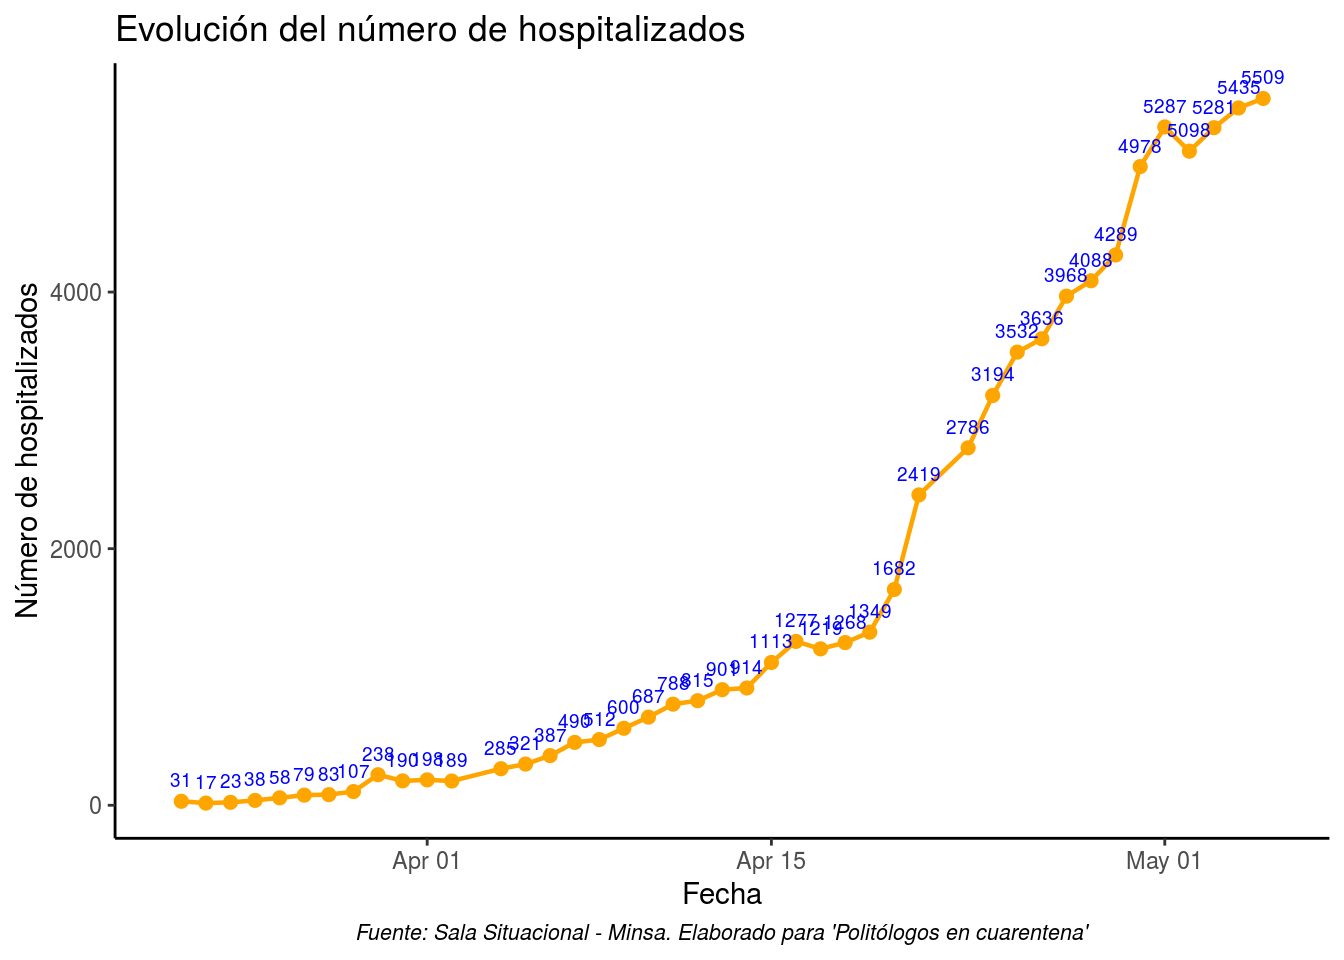 Evolución del número de hospitalizados
Número de hospitalizados
4000
2000
0
31 17 23 38 58 79 83 107 238 190 198 189 285 321 387 490 512 600 687 788 815 901 914 1113 1277 1219 1268 1349 1682 2419 2786 3194 3532 3636 3968 4088 4289 4978 5287 5098 5281 5435 5509
Apr 01 Apr 15 May 01
Fecha
Fuente: Sala Situacional - Minsa. Elaborado para 'Politólogos en cuarentena'